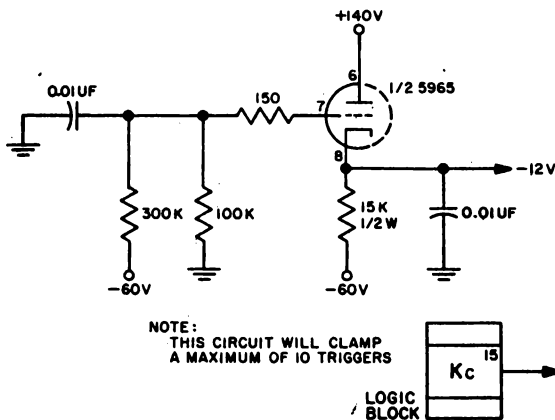 +140V
6
1/2 5965
0.01UF
150
7
8
-12V
300K
100K
15K
1/2W
0.01UF
-60V
-60V
NOTE:
THIS CIRCUIT WILL CLAMP
A MAXIMUM OF 10 TRIGGERS
15
Kc
LOGIC
BLOCK